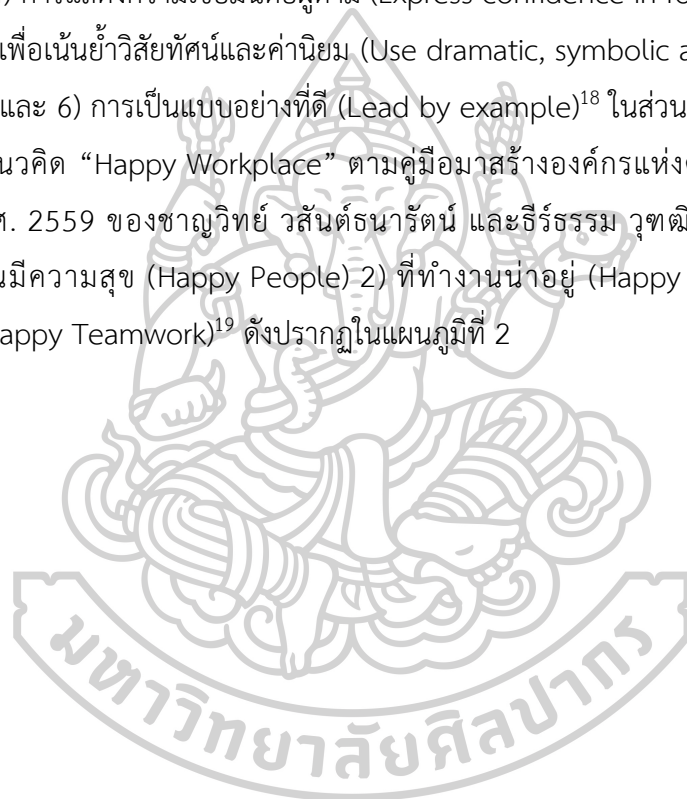 ) การแสดงความเชื่อมั่นต่อผู้ตาม (Express confidence in
เพื่อเน้นย้ำวิสัยทัศน์และค่านิยม (Use dramatic, symbolic
และ 6) การเป็นแบบอย่างที่ดี (Lead by example)18 ในส่วน
แนวคิด “Happy Workplace” ตามคู่มือมาสร้างองค์กรแห่ง
2559 ของชาญวิทย์ วสันต์ธนารัตน์ และธีร์ธรรม วุฑฒิ
มีความสุข (Happy People) 2) ที่ทำงานน่าอยู่ (Happy
appy Teamwork)19 ดังปรากฏในแผนภูมิที่ 2
มหาวิทยาลัยศิลปากร